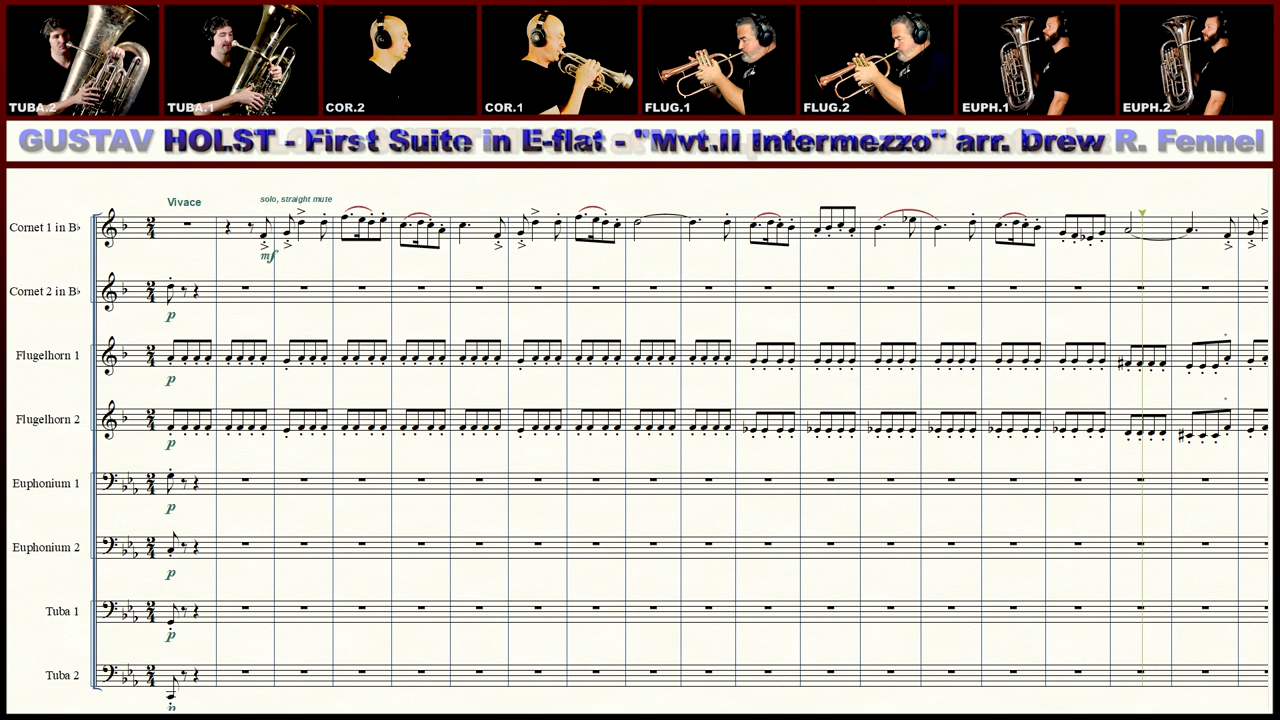 TUBA.2 TUBA.1 COR.2 COR.1 FLUG.1 FLUG.2 EUPH.1 EUPH.2
GUSTAV HOLST - First Suite in E-flat - "Mvt.II Intermezzo" arr. Drew R. Fennel
Vivace
solo, straight mute
Cornet 1 in B♭
mf
Cornet 2 in B♭
p
Flugelhorn 1
p
Flugelhorn 2
p
Euphonium 1
p
Euphonium 2
p
Tuba 1
p
Tuba 2
p